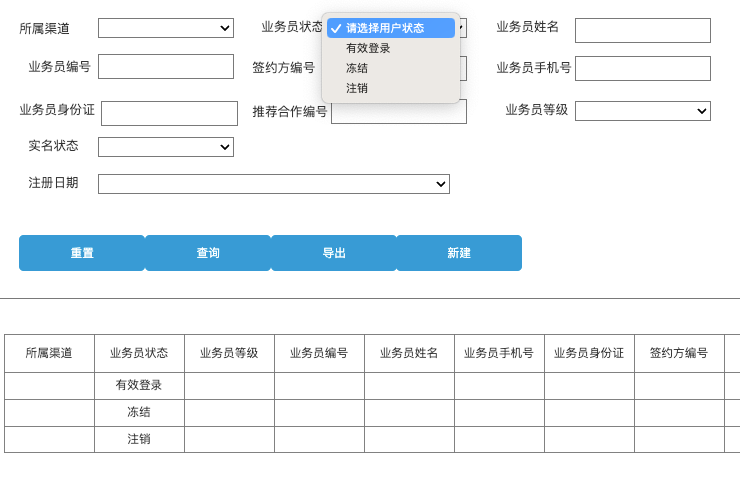 所属渠道
业务员状态
请选择用户状态
有效登录
冻结
注销
业务员姓名
业务员编号
签约方编号
业务员手机号
业务员身份证
推荐合作编号
业务员等级
实名状态
注册日期
重置 查询 导出 新建
所属渠道 业务员状态 业务员等级 业务员编号 业务员姓名 业务员手机号 业务员身份证 签约方编号
有效登录
冻结
注销